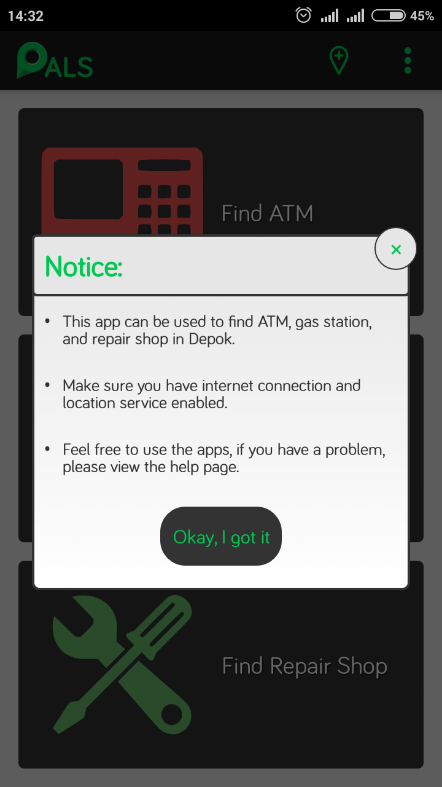 14:32
45%
PALS
Find ATM
Notice:
• This app can be used to find ATM, gas station,
and repair shop in Depok.
• Make sure you have internet connection and
location service enabled.
• Feel free to use the apps, if you have a problem,
please view the help page.
Okay, I got it
Find Repair Shop